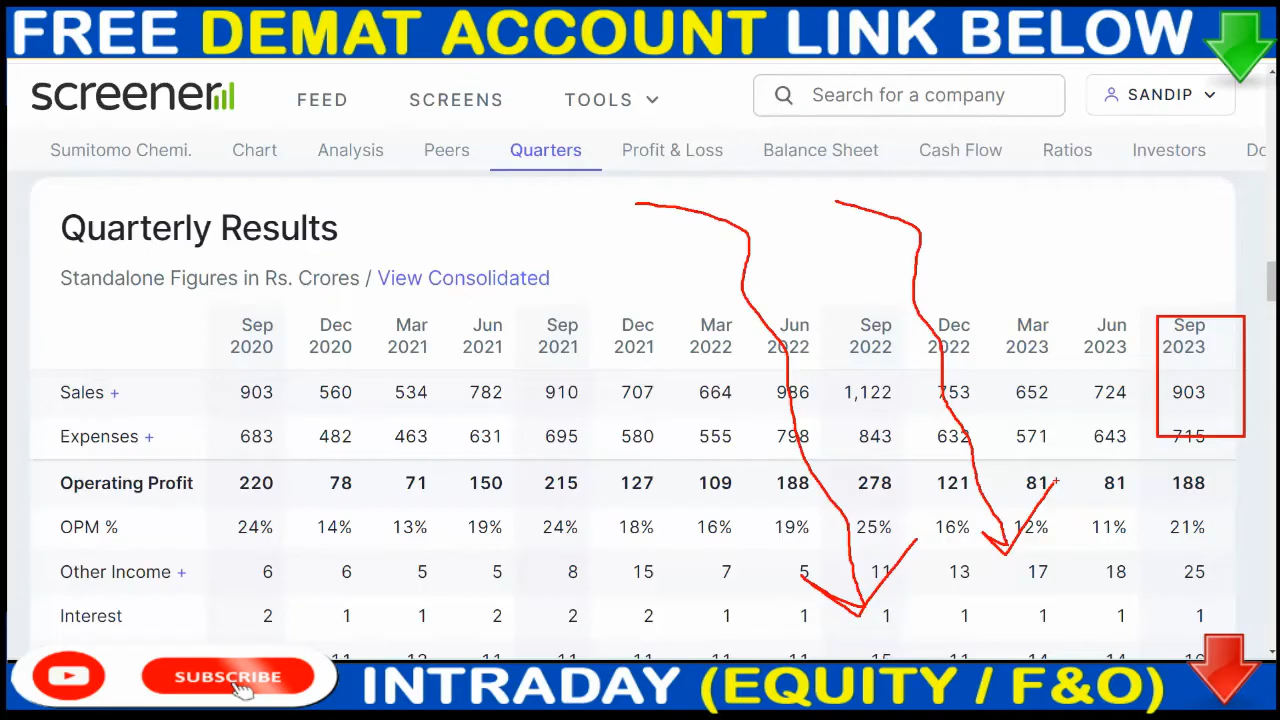 FREE DEMAT ACCOUNT LINK BELOW
screener FEED SCREENS TOOLS Search for a company SANDIP
Sumitomo Chemi. Chart Analysis Peers Quarters Profit & Loss Balance Sheet Cash Flow Ratios Investors Do
Quarterly Results
Standalone Figures in Rs. Crores / View Consolidated
Sep Dec Mar Jun Sep Dec Mar Jun Sep Dec Mar Jun Sep
2020 2020 2021 2021 2021 2021 2022 2022 2022 2022 2023 2023 2023
Sales + 903 560 534 782 910 707 664 986 1,122 753 652 724 903
Expenses + 683 482 463 631 695 580 555 798 843 632 571 643 715
Operating Profit 220 78 71 150 215 127 109 188 278 121 81 81 188
OPM % 24% 14% 13% 19% 24% 18% 16% 19% 25% 16% 12% 11% 21%
Other Income + 6 6 5 5 8 15 7 5 11 13 17 18 25
Interest 2 1 1 2 2 2 1 1 1 1 1 1 1
SUBSCRIBE
INTRADAY (EQUITY / F&O)